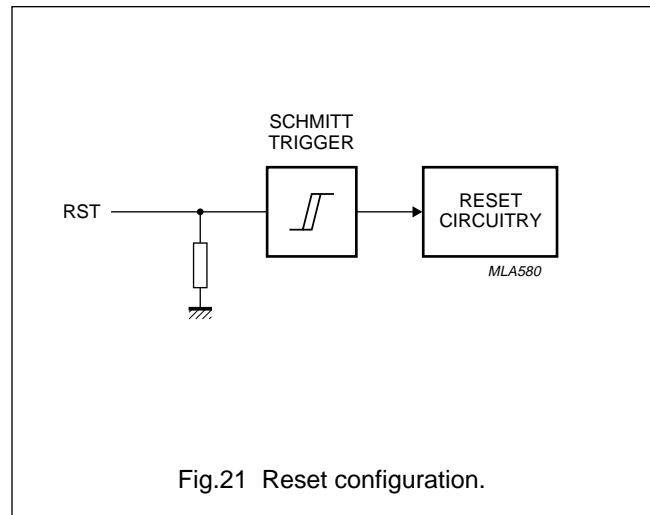 SCHMITT
TRIGGER
RST
RESET
CIRCUITRY
MLA580
Fig.21 Reset configuration.